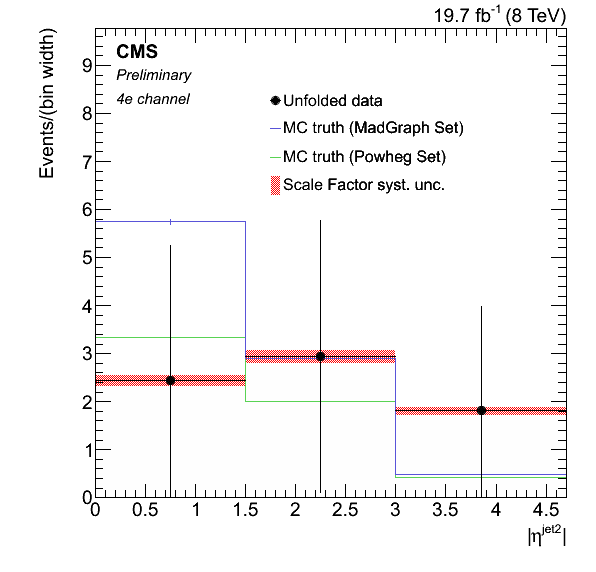 19.7 fb-1 (8 TeV)
Events/(bin width)
CMS
Preliminary
4e channel
Unfolded data
MC truth (MadGraph Set)
MC truth (Powheg Set)
Scale Factor syst. unc.
9
8
7
6
5
4
3
2
1
0
0 0.5 1 1.5 2 2.5 3 3.5 4 4.5
|ηjet2|